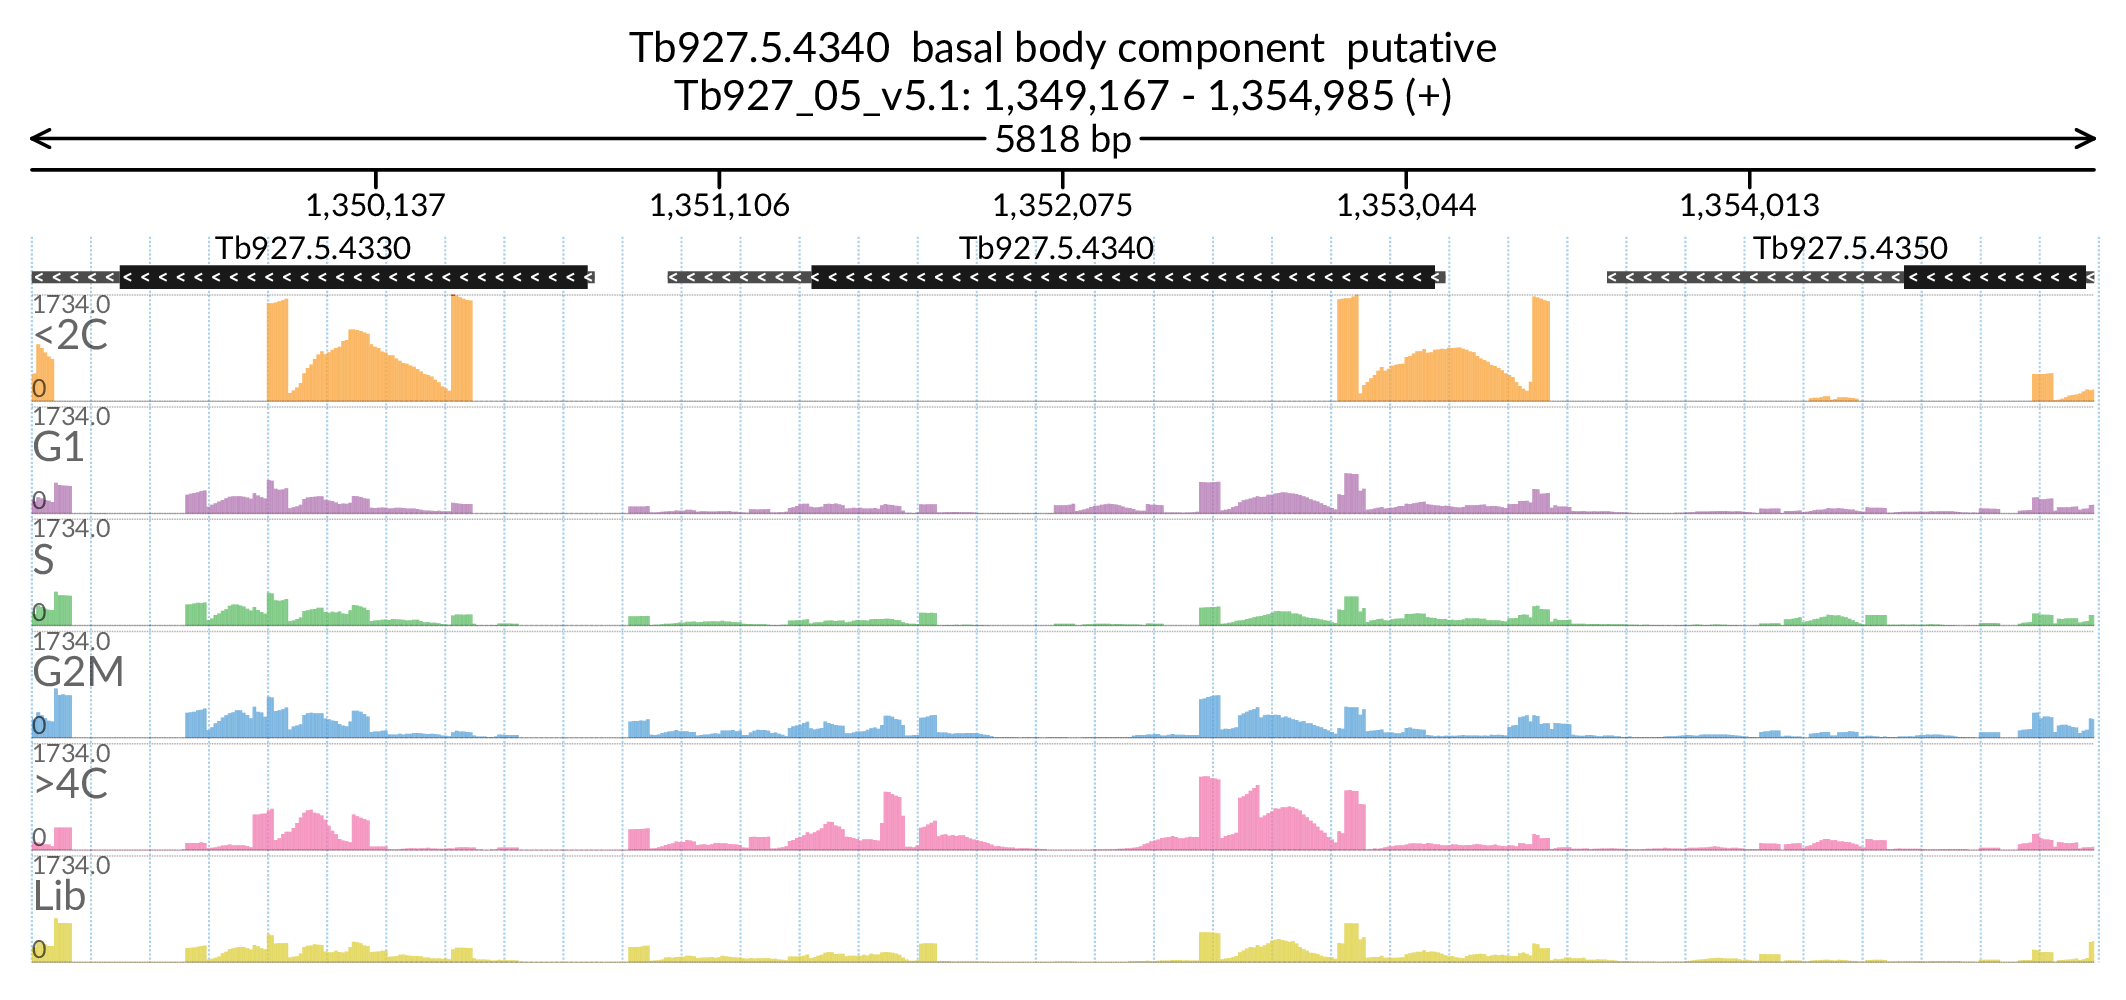 Tb927.5.4340 basal body component putative
Tb927_05_v5.1: 1,349,167 - 1,354,985 (+)
5818 bp
1,350,137 1,351,106 1,352,075 1,353,044 1,354,013
Tb927.5.4330 Tb927.5.4340 Tb927.5.4350
1734.0
<2C
0
1734.0
G1
0
1734.0
S
0
1734.0
G2M
0
1734.0
>4C
0
1734.0
Lib
0